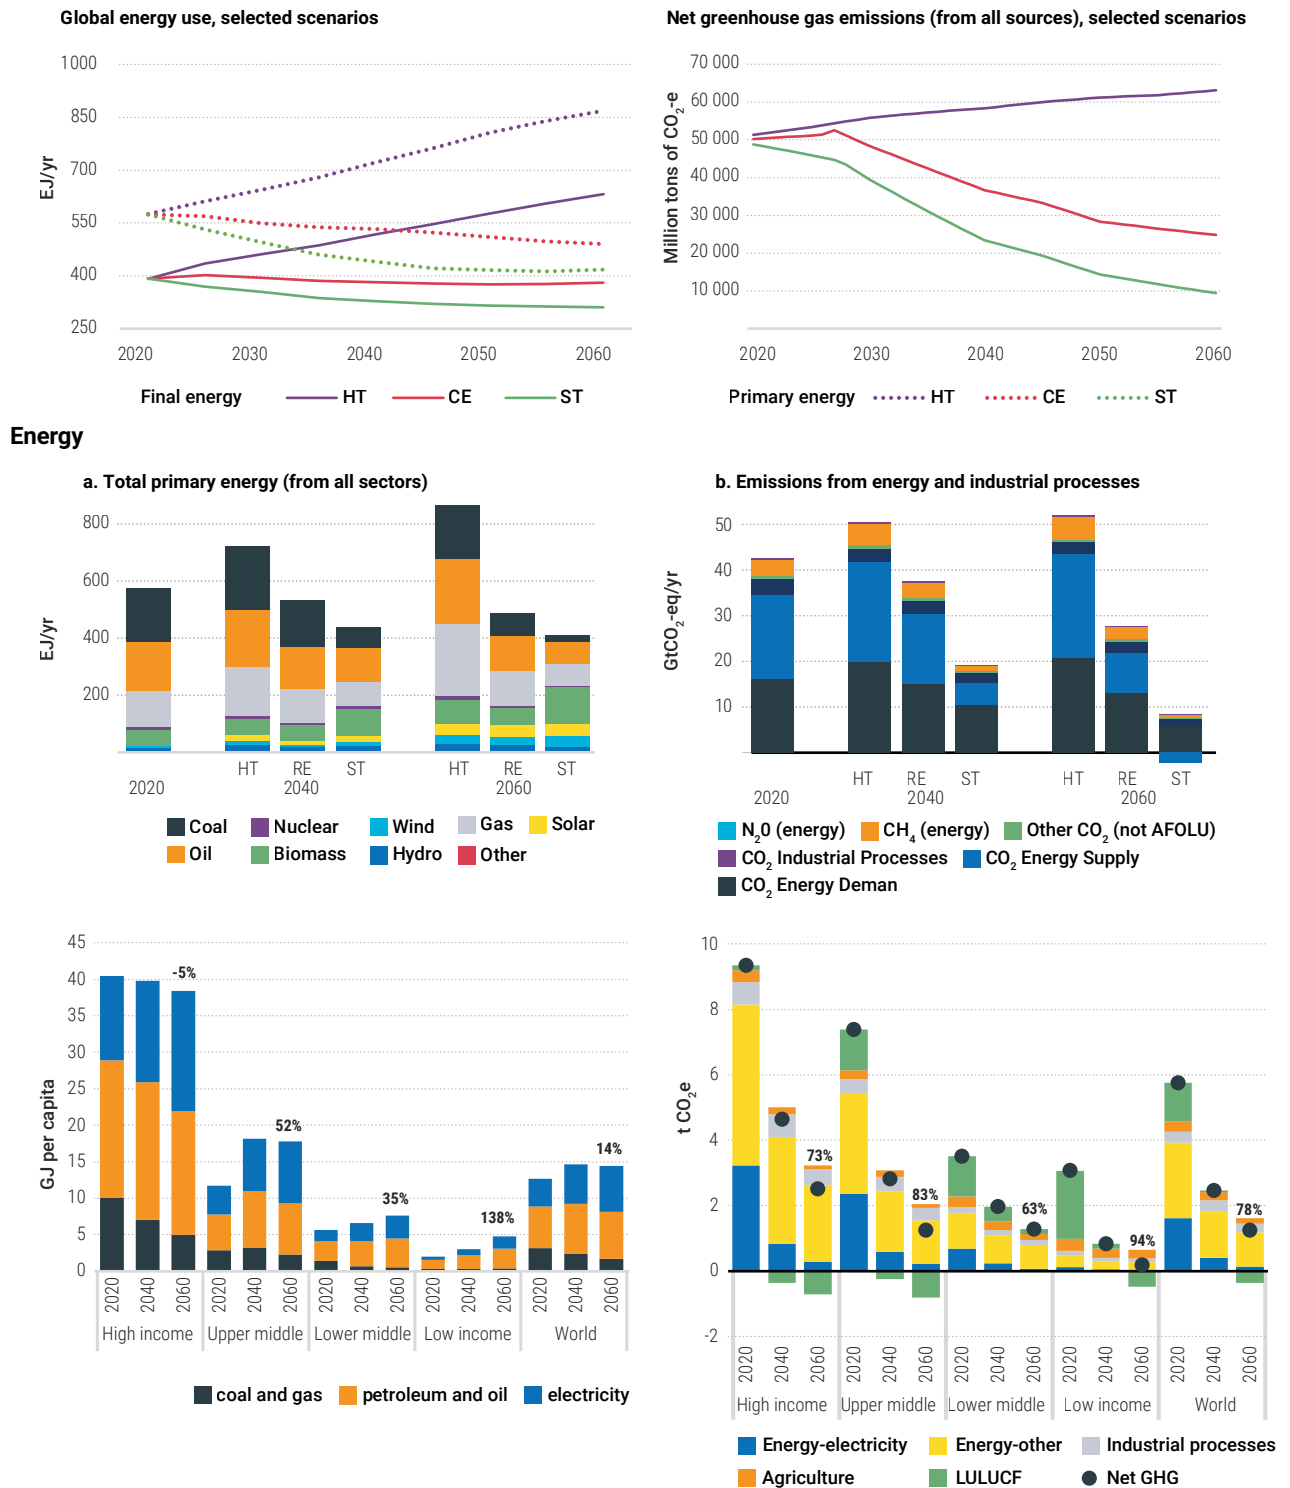 Global energy use, selected scenarios
1000
850
700
550
400
250
EJ/yr
2020 2030 2040 2050 2060
Final energy HT CE ST
Net greenhouse gas emissions (from all sources), selected scenarios
70 000
60 000
50 000
40 000
30 000
20 000
10 000
Million tons of CO2-e
2020 2030 2040 2050 2060
Primary energy HT CE ST
Energy
a. Total primary energy (from all sectors)
800
600
400
200
EJ/yr
HT RE ST HT RE ST
2020 2040 2060
Coal Nuclear Wind Gas Solar
Oil Biomass Hydro Other
b. Emissions from energy and industrial processes
50
40
30
20
10
GtCO2-eq/yr
HT RE ST HT RE ST
2020 2040 2060
N20 (energy) CH4 (energy) Other CO2 (not AFOLU)
CO2 Industrial Processes CO2 Energy Supply
CO2 Energy Deman
45
40
35
30
25
20
15
10
5
0
GJ per capita
-5%
52%
35%
138%
14%
2020 2040 2060 2020 2040 2060 2020 2040 2060 2020 2040 2060 2020 2040 2060
High income Upper middle Lower middle Low income World
coal and gas petroleum and oil electricity
10
8
6
4
2
0
-2
t CO2e
73%
83%
63%
94%
78%
2020 2040 2060 2020 2040 2060 2020 2040 2060 2020 2040 2060 2020 2040 2060
High income Upper middle Lower middle Low income World
Energy-electricity Energy-other Industrial processes
Agriculture LULUCF Net GHG